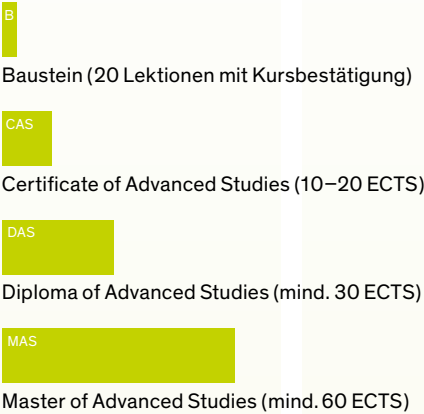 B
Baustein (20 Lektionen mit Kursbestätigung)
CAS
Certificate of Advanced Studies (10–20 ECTS)
DAS
Diploma of Advanced Studies (mind. 30 ECTS)
MAS
Master of Advanced Studies (mind. 60 ECTS)